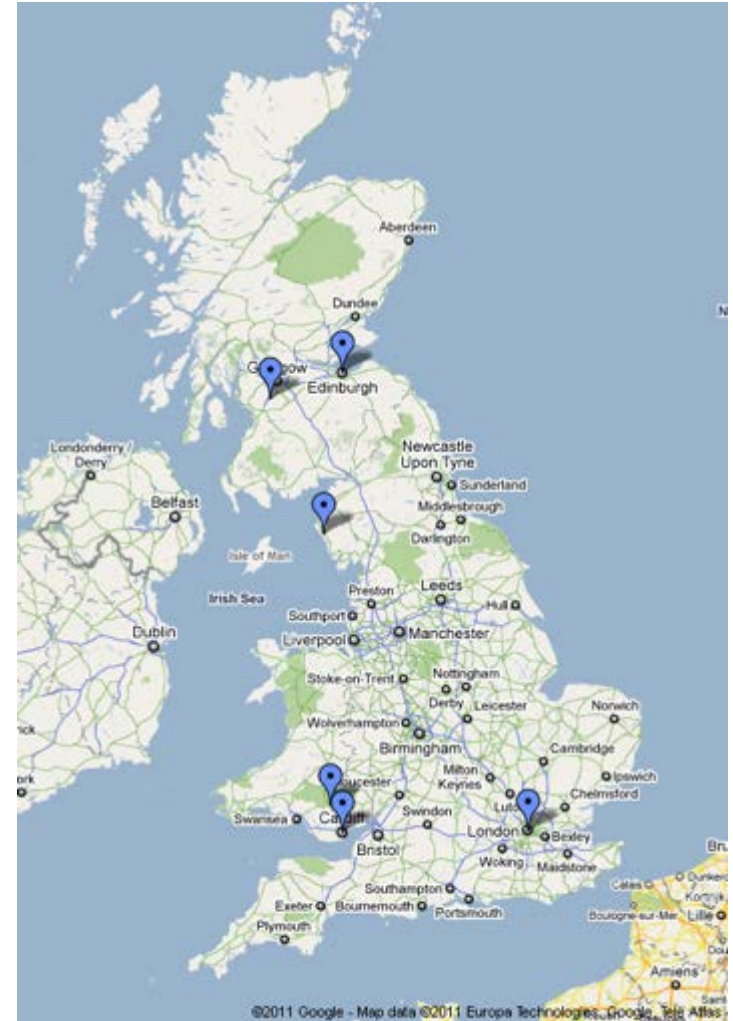 Aberdeen
Dundee
Edinburgh
Newcastle
Upon Tyne
Sunderland
Londonderry /
Derry
Belfast
Middlesbrough
Darlington
Isle of Man
Irish Sea
Preston
Leeds
Southport
Hull
Dublin
Liverpool
Manchester
Stoke-on-Trent
Nottingham
Derby
Leicester
Norwich
Wolverhampton
Birmingham
Cambridge
Milton
Keynes
Ipswich
Chelmsford
Swansea
Swindon
London
Bexley
Bristol
Woking
Maidstone
Southampton
Calais
Exeter
Bournemouth
Portsmouth
Boulogne-sur-Mer
Lille
Plymouth
Amiens
©2011 Google - Map data ©2011 Europa Technologies, Google, Tele Atlas